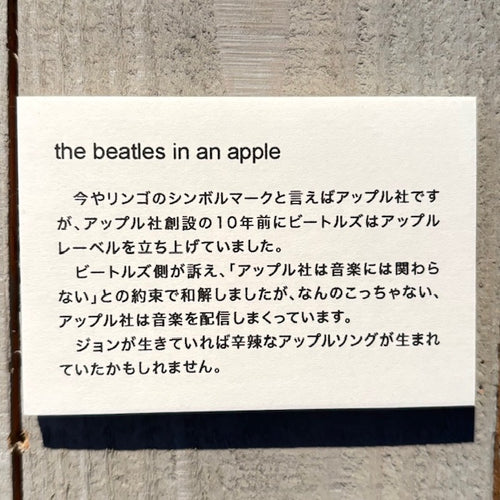 the beatles in an apple
今やリンゴのシンボルマークと言えばアップル社です
が、アップル社創設の10年前にビートルズはアップル
レーベルを立ち上げていました。
ビートルズ側が訴え、「アップル社は音楽には関わら
ない」との約束で和解しましたが、なんのこっちゃない、
アップル社は音楽を配信しまくっています。
ジョンが生きていれば辛辣なアップルソングが生まれ
ていたかもしれません。